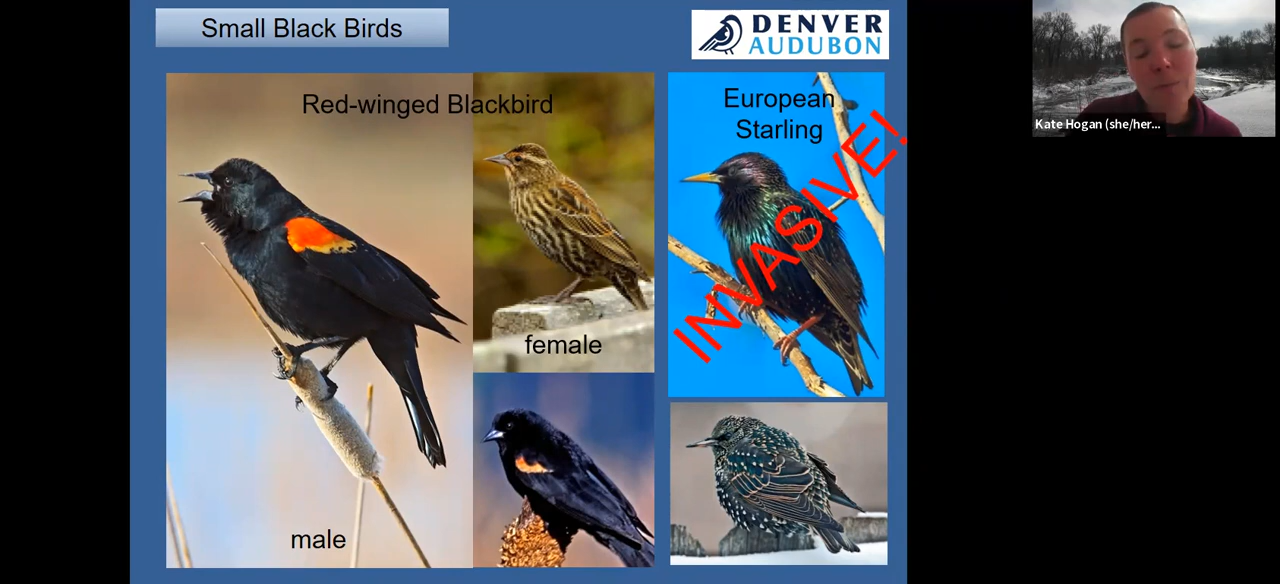 Small Black Birds
DENVER
AUDUBON
Red-winged Blackbird
female
male
European
Starling
INVASIVE!
Kate Hogan (she/her...